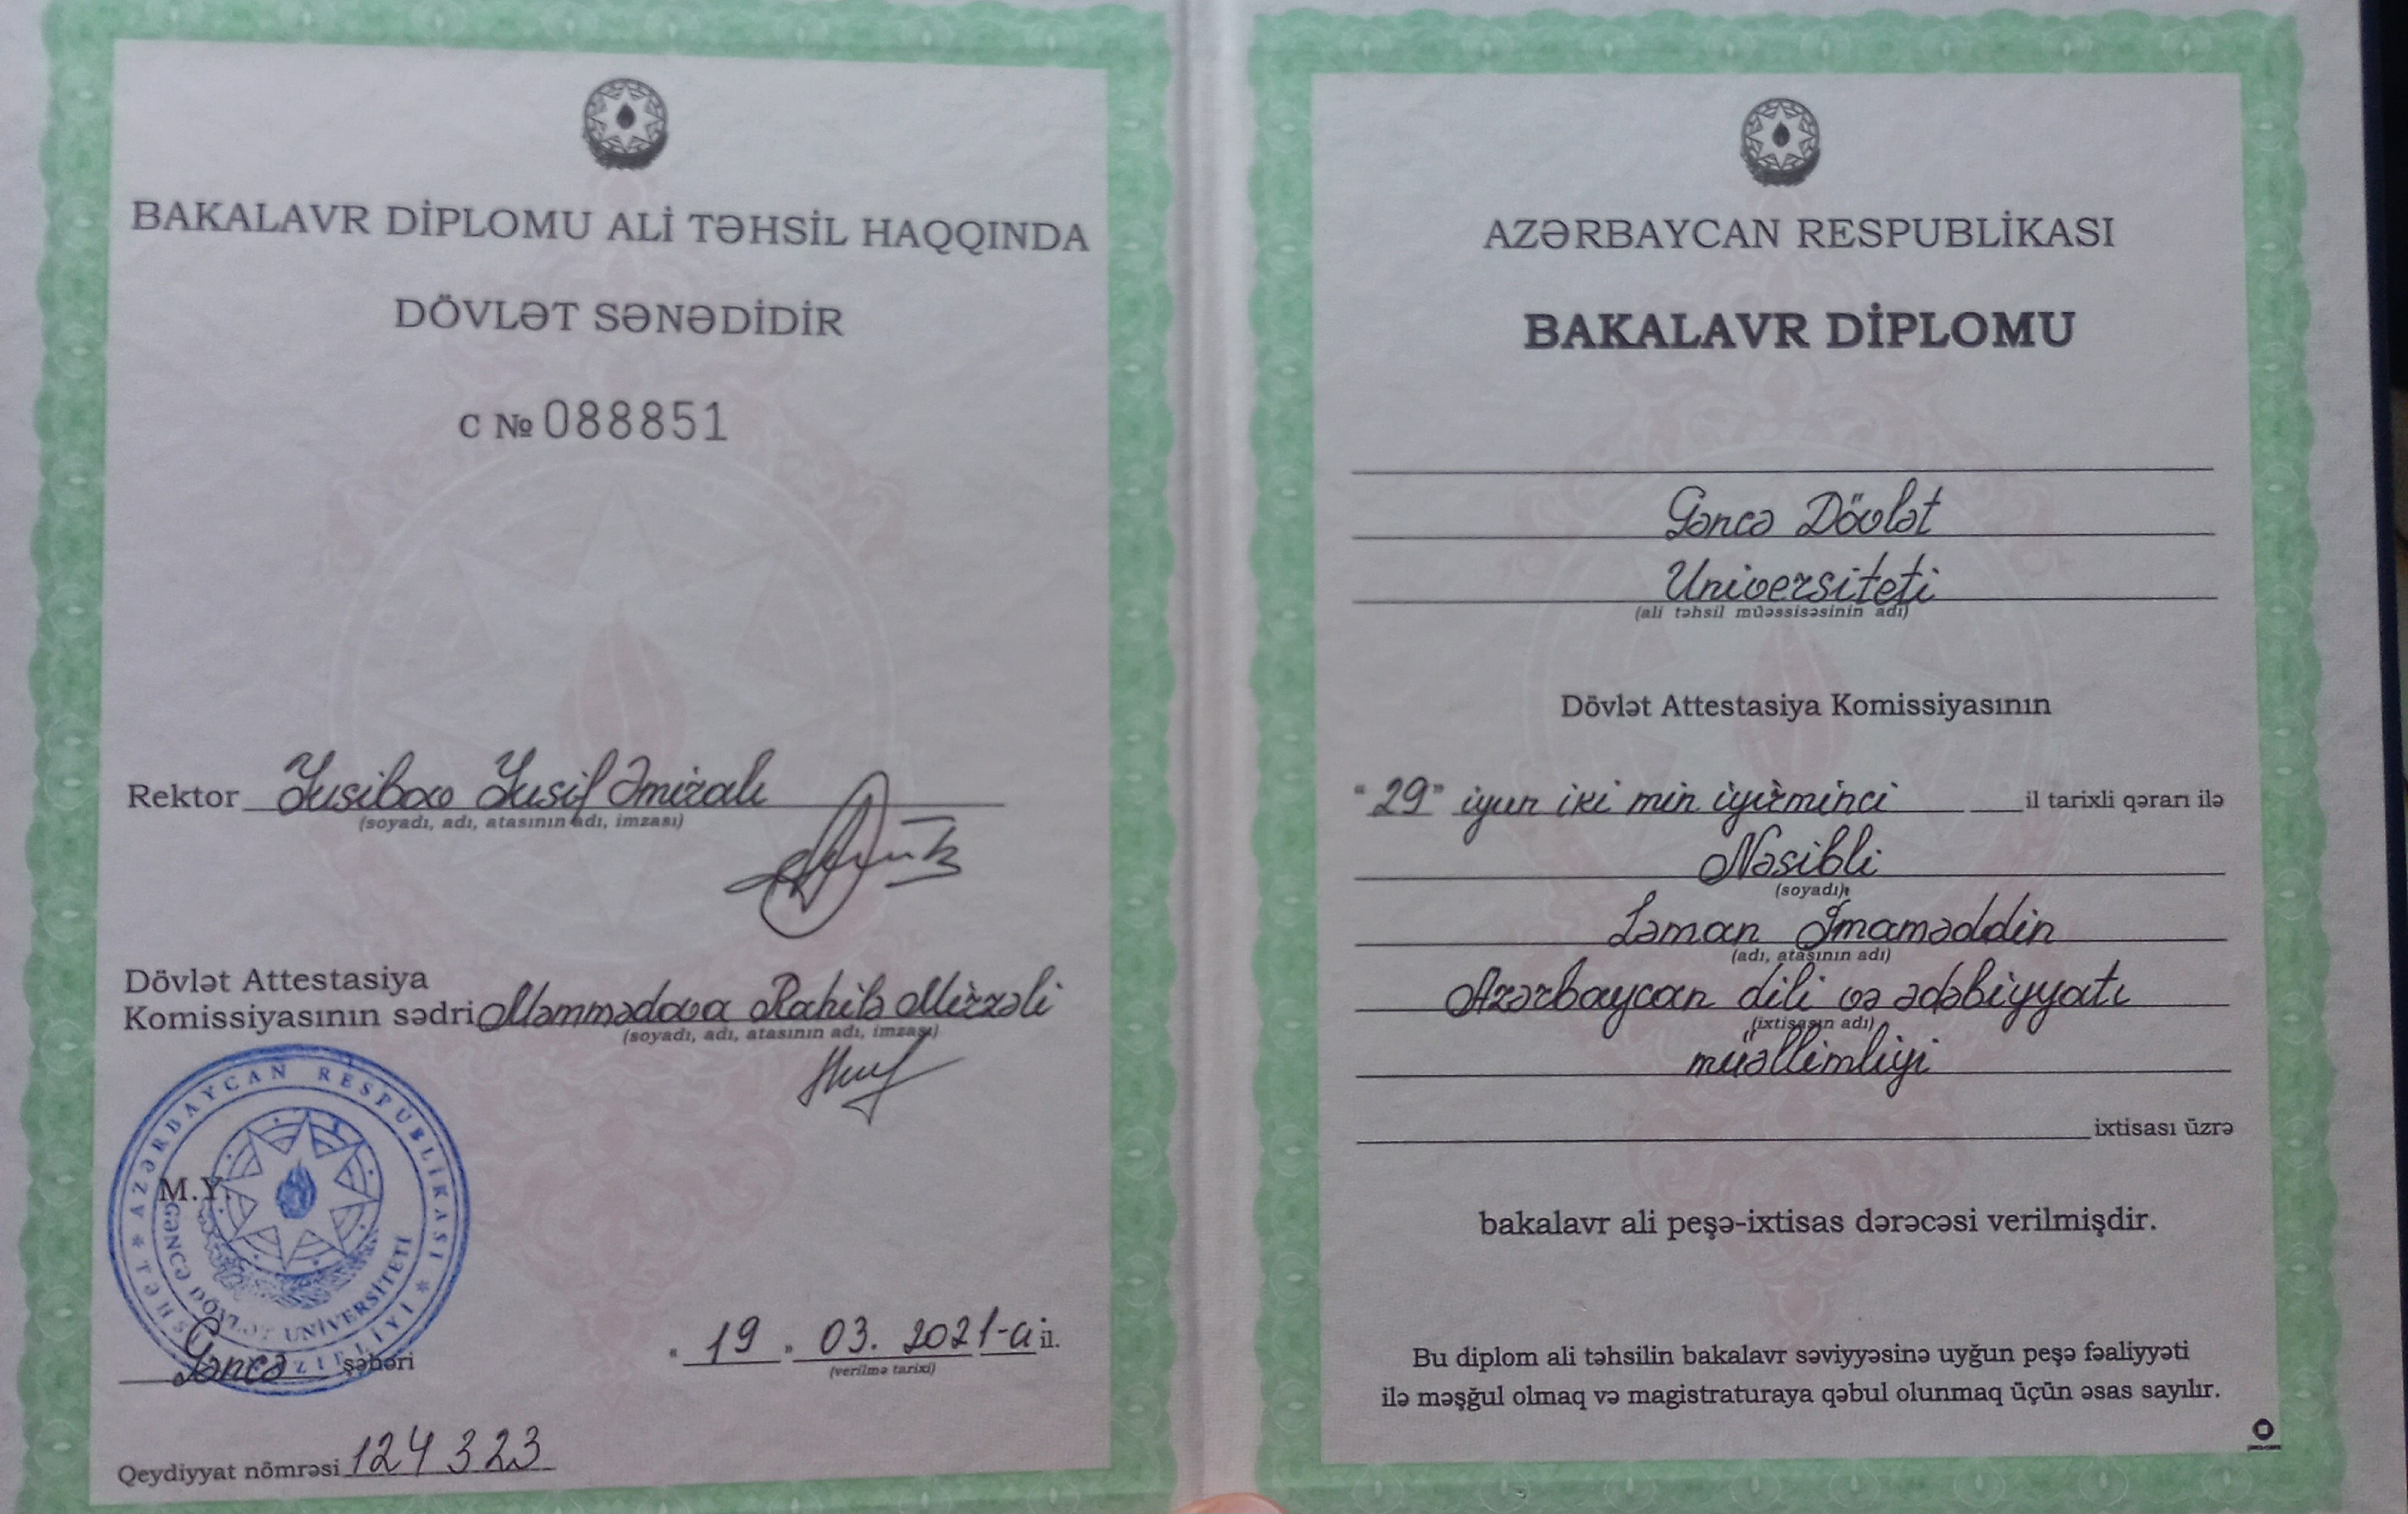 BAKALAVR DİPLOMU ALİ TƏHSİL HAQQINDA
DÖVLƏT SƏNƏDİDİR
C № 088851
Rektor Yusibov Yusif Əmiralı
(soyadı, adı, atasının adı, imzası)
Dövlət Attestasiya
Komissiyasının sədri Məmmədova Rahilə Mirzəli
(soyadı, adı, atasının adı, imzası)
AZƏRBAYCAN RESPUBLİKASI
TƏHSİL NAZİRLİYİ
GƏNCƏ DÖVLƏT UNİVERSİTETİ
M.Y.
Gəncə şəhəri
"19" 03. 2021-ci il.
(verilmə tarixi)
Qeydiyyat nömrəsi 124323
AZƏRBAYCAN RESPUBLİKASI
BAKALAVR DİPLOMU
Gəncə Dövlət
Universiteti
(ali təhsil müəssisəsinin adı)
Dövlət Attestasiya Komissiyasının
"29" iyun iki min iyirminci il tarixli qərarı ilə
Nəsibli
(soyadı)
Ləman İmaməddin
(adı, atasının adı)
Azərbaycan dili və ədəbiyyatı
(ixtisasın adı)
müəllimliyi
ixtisası üzrə
bakalavr ali peşə-ixtisas dərəcəsi verilmişdir.
Bu diplom ali təhsilin bakalavr səviyyəsinə uyğun peşə fəaliyyəti
ilə məşğul olmaq və magistraturaya qəbul olunmaq üçün əsas sayılır.